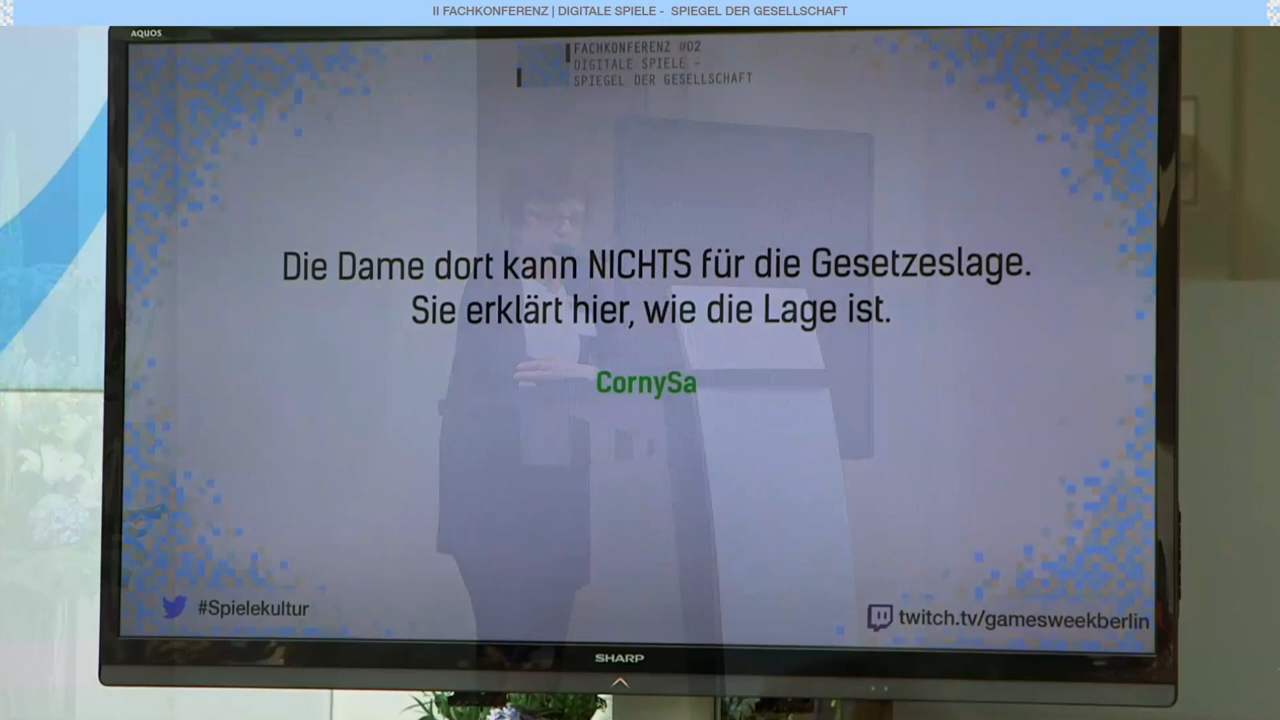 II FACHKONFERENZ | DIGITALE SPIELE - SPIEGEL DER GESELLSCHAFT
AQUOS
FACHKONFERENZ #02
DIGITALE SPIELE -
SPIEGEL DER GESELLSCHAFT
Die Dame dort kann NICHTS für die Gesetzeslage.
Sie erklärt hier, wie die Lage ist.
CornySa
#Spielekultur
twitch.tv/gamesweekberlin
SHARP